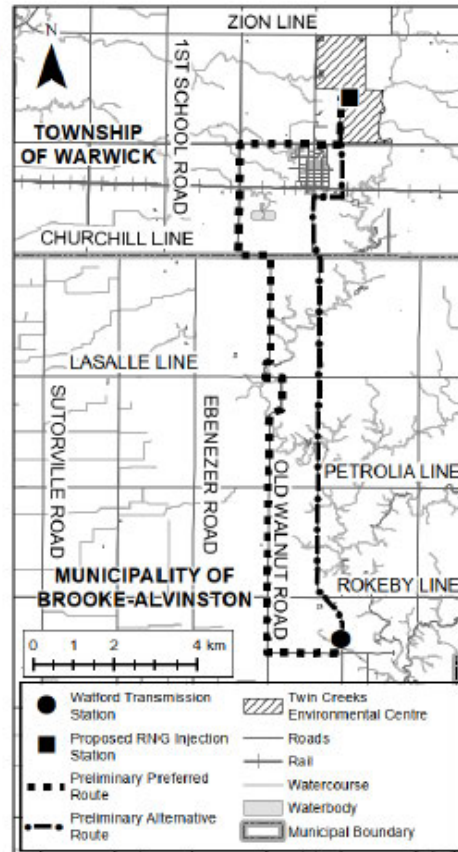 ZION LINE
N
1ST SCHOOL ROAD
TOWNSHIP
OF WARWICK
CHURCHILL LINE
LASALLE LINE
SUTORVILLE ROAD
EBENEZER ROAD
OLD WALNUT ROAD
PETROLIA LINE
MUNICIPALITY OF
BROOKE-ALVINSTON
ROKEBY LINE
0 1 2 4 km
Watford Transmission
Station
Proposed RNG Injection
Station
Preliminary Preferred
Route
Preliminary Alternative
Route
Twin Creeks
Environmental Centre
Roads
Rail
Watercourse
Waterbody
Municipal Boundary